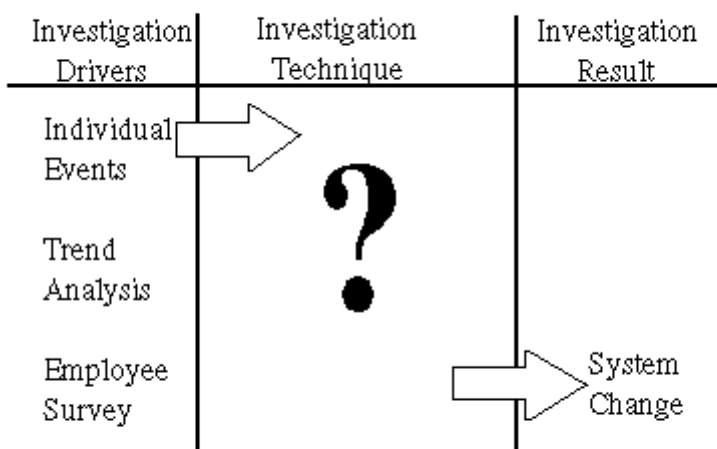 Investigation
Drivers
Investigation
Technique
Investigation
Result
Individual
Events
?
Trend
Analysis
Employee
Survey
System
Change